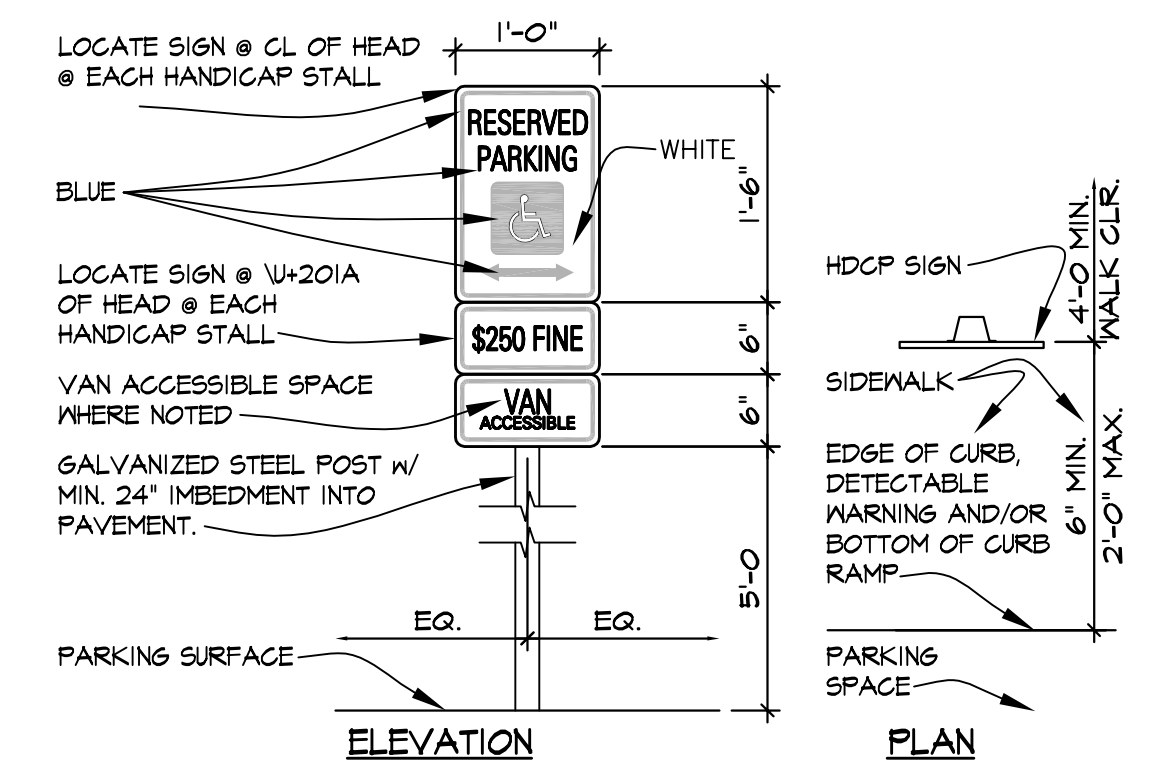 LOCATE SIGN @ CL OF HEAD
@ EACH HANDICAP STALL
1'-0"
RESERVED
PARKING
WHITE
BLUE
1'-6"
LOCATE SIGN @ \U+201A
OF HEAD @ EACH
HANDICAP STALL
$250 FINE
6"
VAN ACCESSIBLE SPACE
WHERE NOTED
VAN
ACCESSIBLE
6"
GALVANIZED STEEL POST W/
MIN. 24" IMBEDMENT INTO
PAVEMENT.
5'-0
EQ.
EQ.
PARKING SURFACE
ELEVATION
HDCP SIGN
4'-0 MIN.
WALK CLR.
SIDEWALK
EDGE OF CURB,
DETECTABLE
WARNING AND/OR
BOTTOM OF CURB
RAMP
6" MIN.
2'-0" MAX.
PARKING
SPACE
PLAN